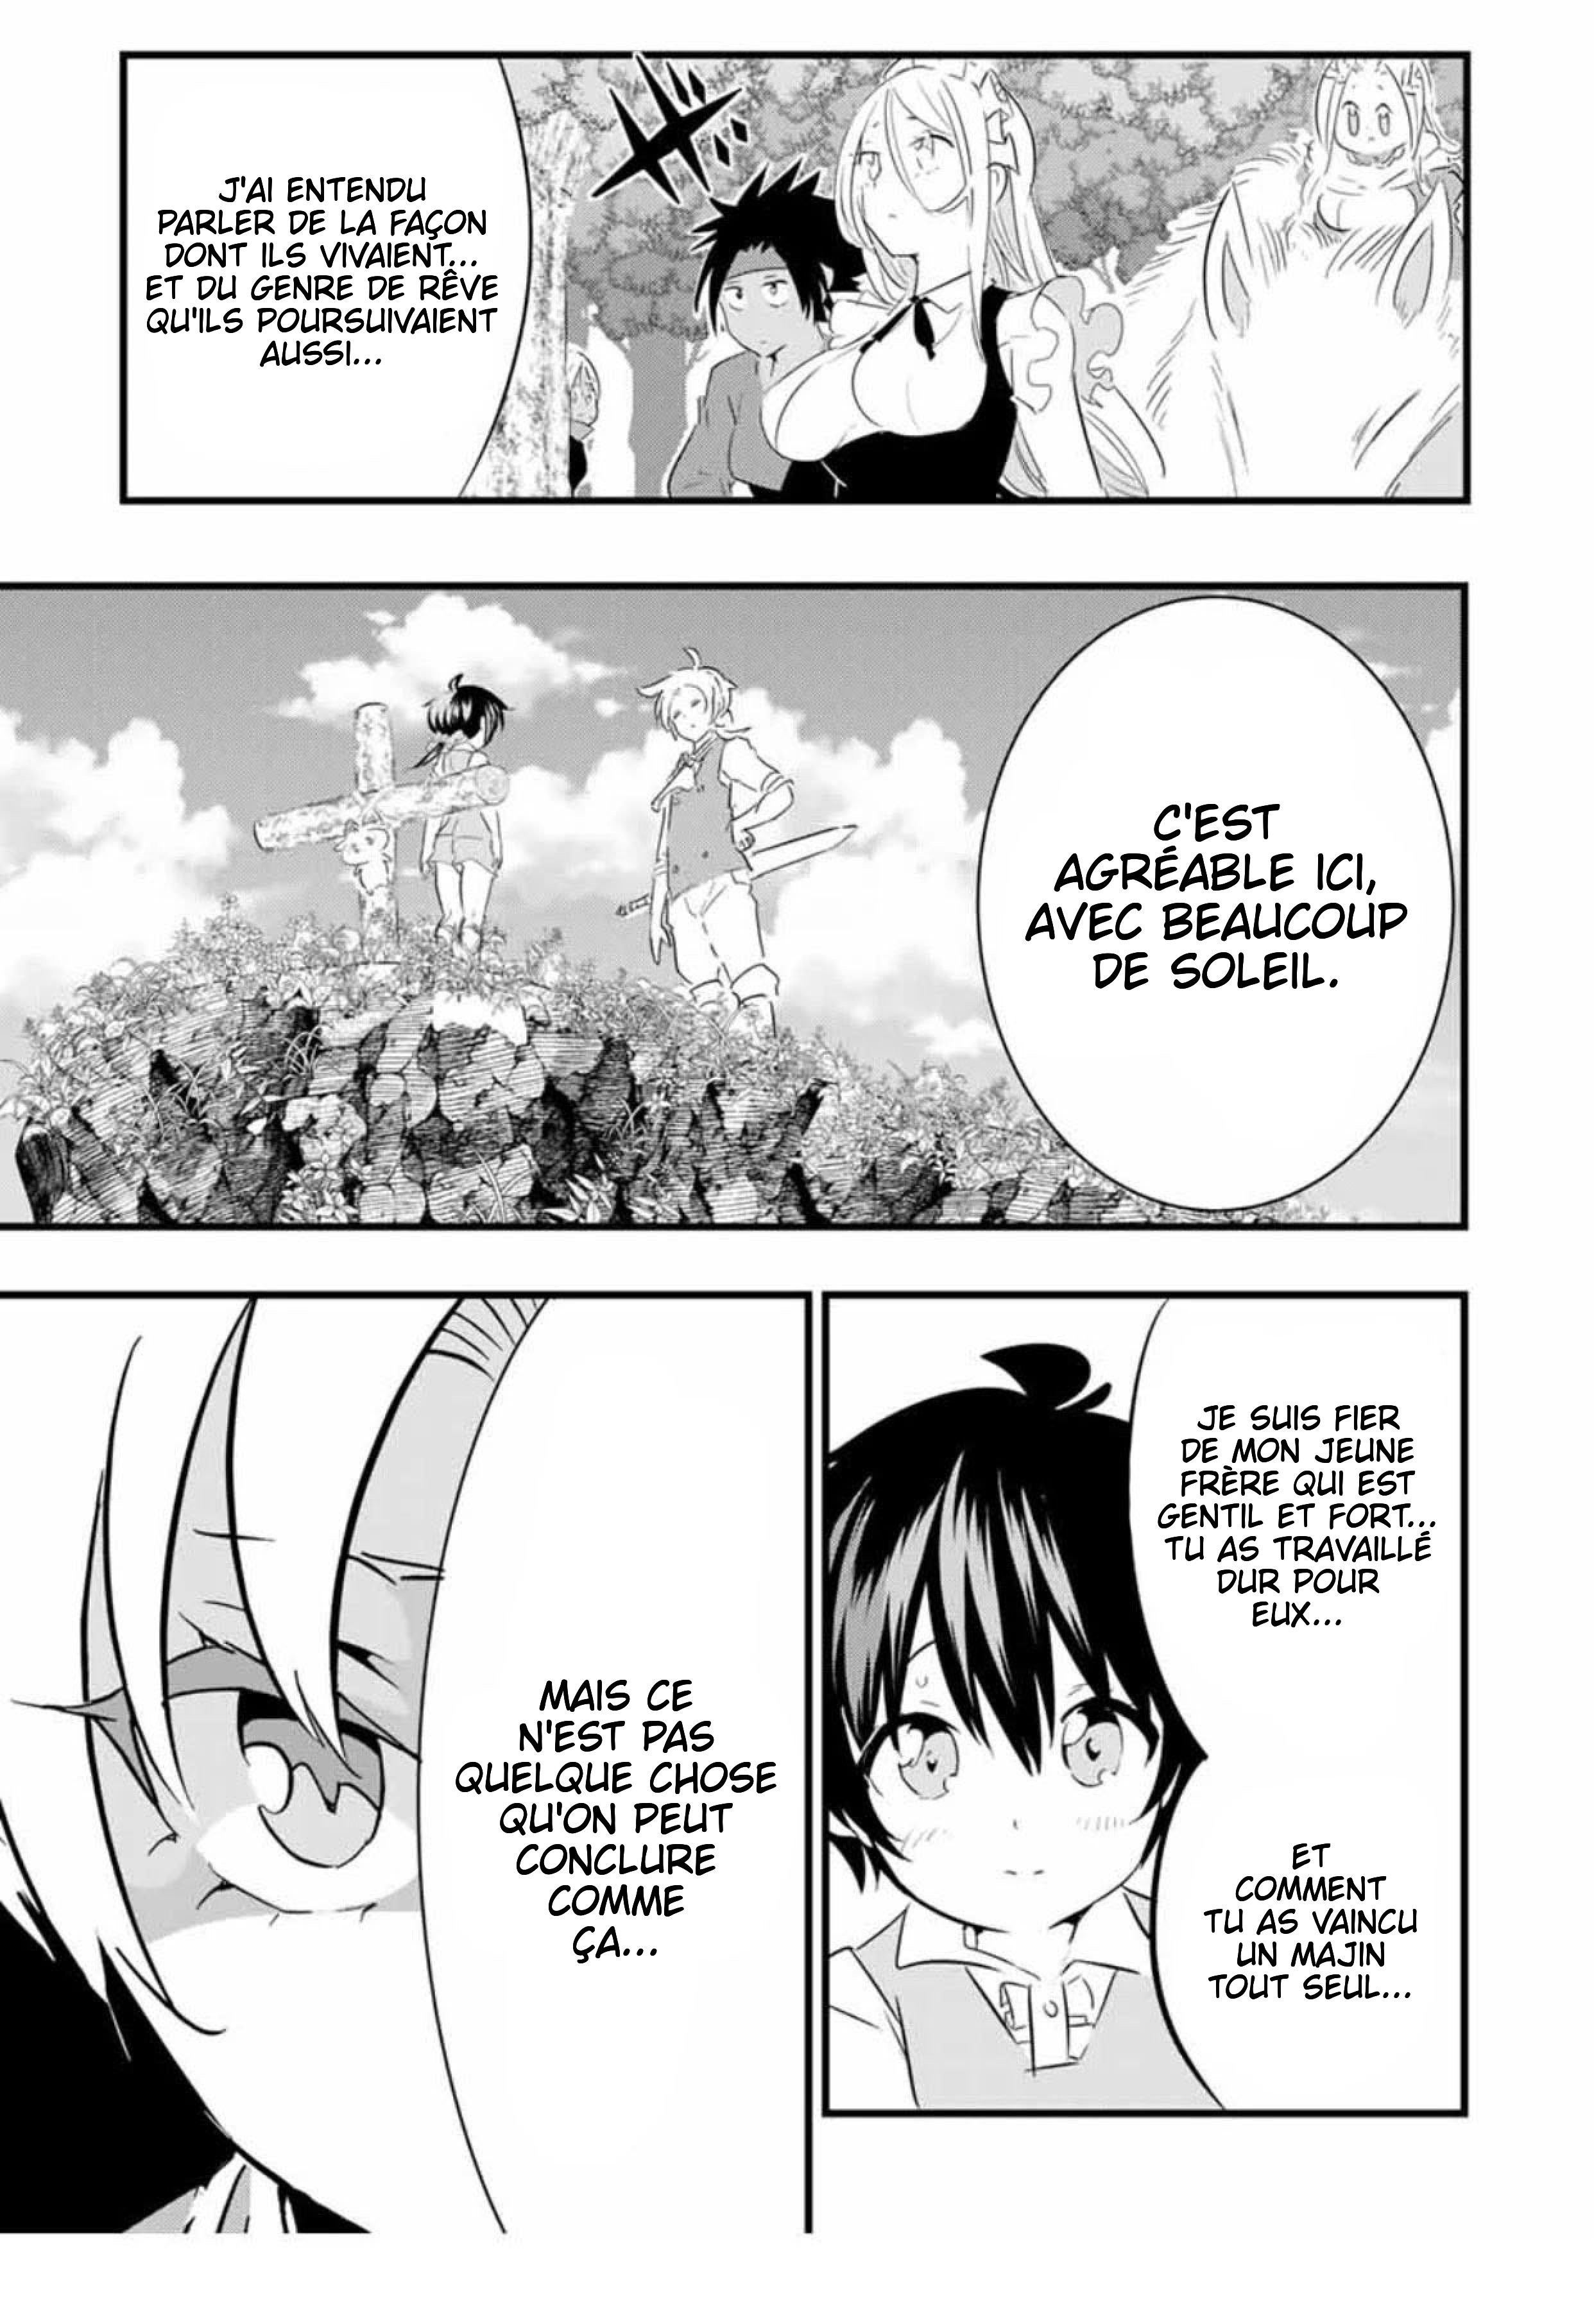 J'AI ENTENDU
PARLER DE LA FAÇON
DONT ILS VIVAIENT...
ET DU GENRE DE RÊVE
QU'ILS POURSUIVAIENT
AUSSI...
C'EST
AGRÉABLE ICI,
AVEC BEAUCOUP
DE SOLEIL.
JE SUIS FIER
DE MON JEUNE
FRÈRE QUI EST
GENTIL ET FORT...
TU AS TRAVAILLÉ
DUR POUR
EUX...
ET
COMMENT
TU AS VAINCU
UN MAJIN
TOUT SEUL...
MAIS CE
N'EST PAS
QUELQUE CHOSE
QU'ON PEUT
CONCLURE
COMME
ÇA...